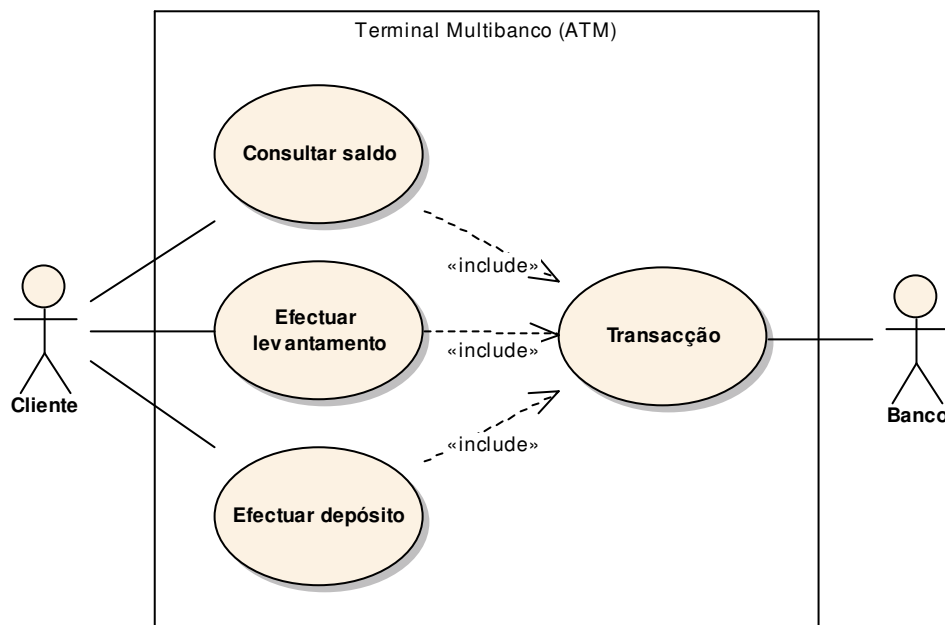 Terminal Multibanco (ATM)
Consultar saldo
«include»
Efectuar
levantamento
«include»
Transacção
Cliente
Banco
«include»
Efectuar depósito